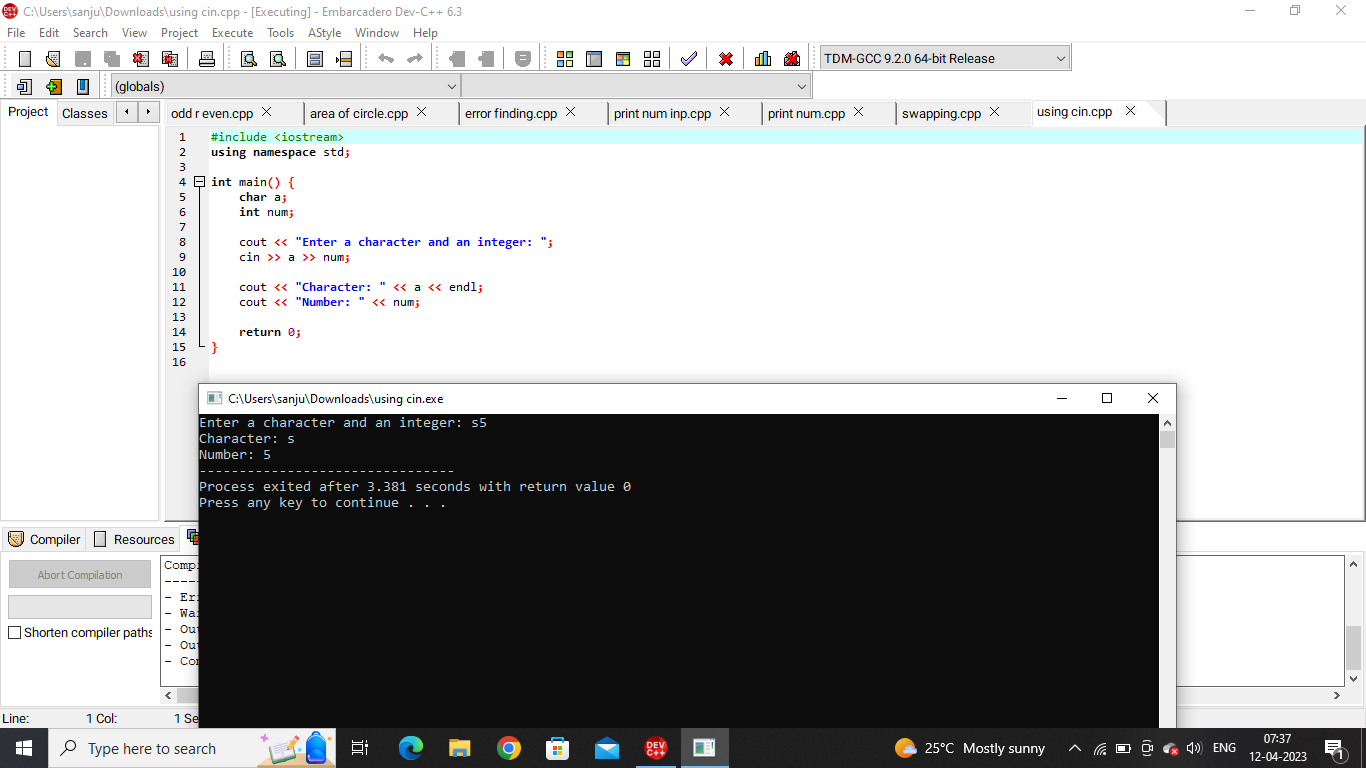 C:\Users\sanju\Downloads\using cin.cpp - [Executing] - Embarcadero Dev-C++ 6.3
File Edit Search View Project Execute Tools AStyle Window Help
TDM-GCC 9.2.0 64-bit Release
(globals)
Project Classes odd r even.cpp area of circle.cpp error finding.cpp print num inp.cpp print num.cpp swapping.cpp using cin.cpp
1 #include <iostream>
2 using namespace std;
3
4 int main() {
5 char a;
6 int num;
7
8 cout << "Enter a character and an integer: ";
9 cin >> a >> num;
10
11 cout << "Character: " << a << endl;
12 cout << "Number: " << num;
13
14 return 0;
15 }
16
C:\Users\sanju\Downloads\using cin.exe
Enter a character and an integer: s5
Character: s
Number: 5
--------------------------------
Process exited after 3.381 seconds with return value 0
Press any key to continue . . .
Compiler Resources
Abort Compilation
Shorten compiler paths
Line: 1 Col: 1
Type here to search
DEV C++
25°C Mostly sunny
ENG
07:37
12-04-2023
1